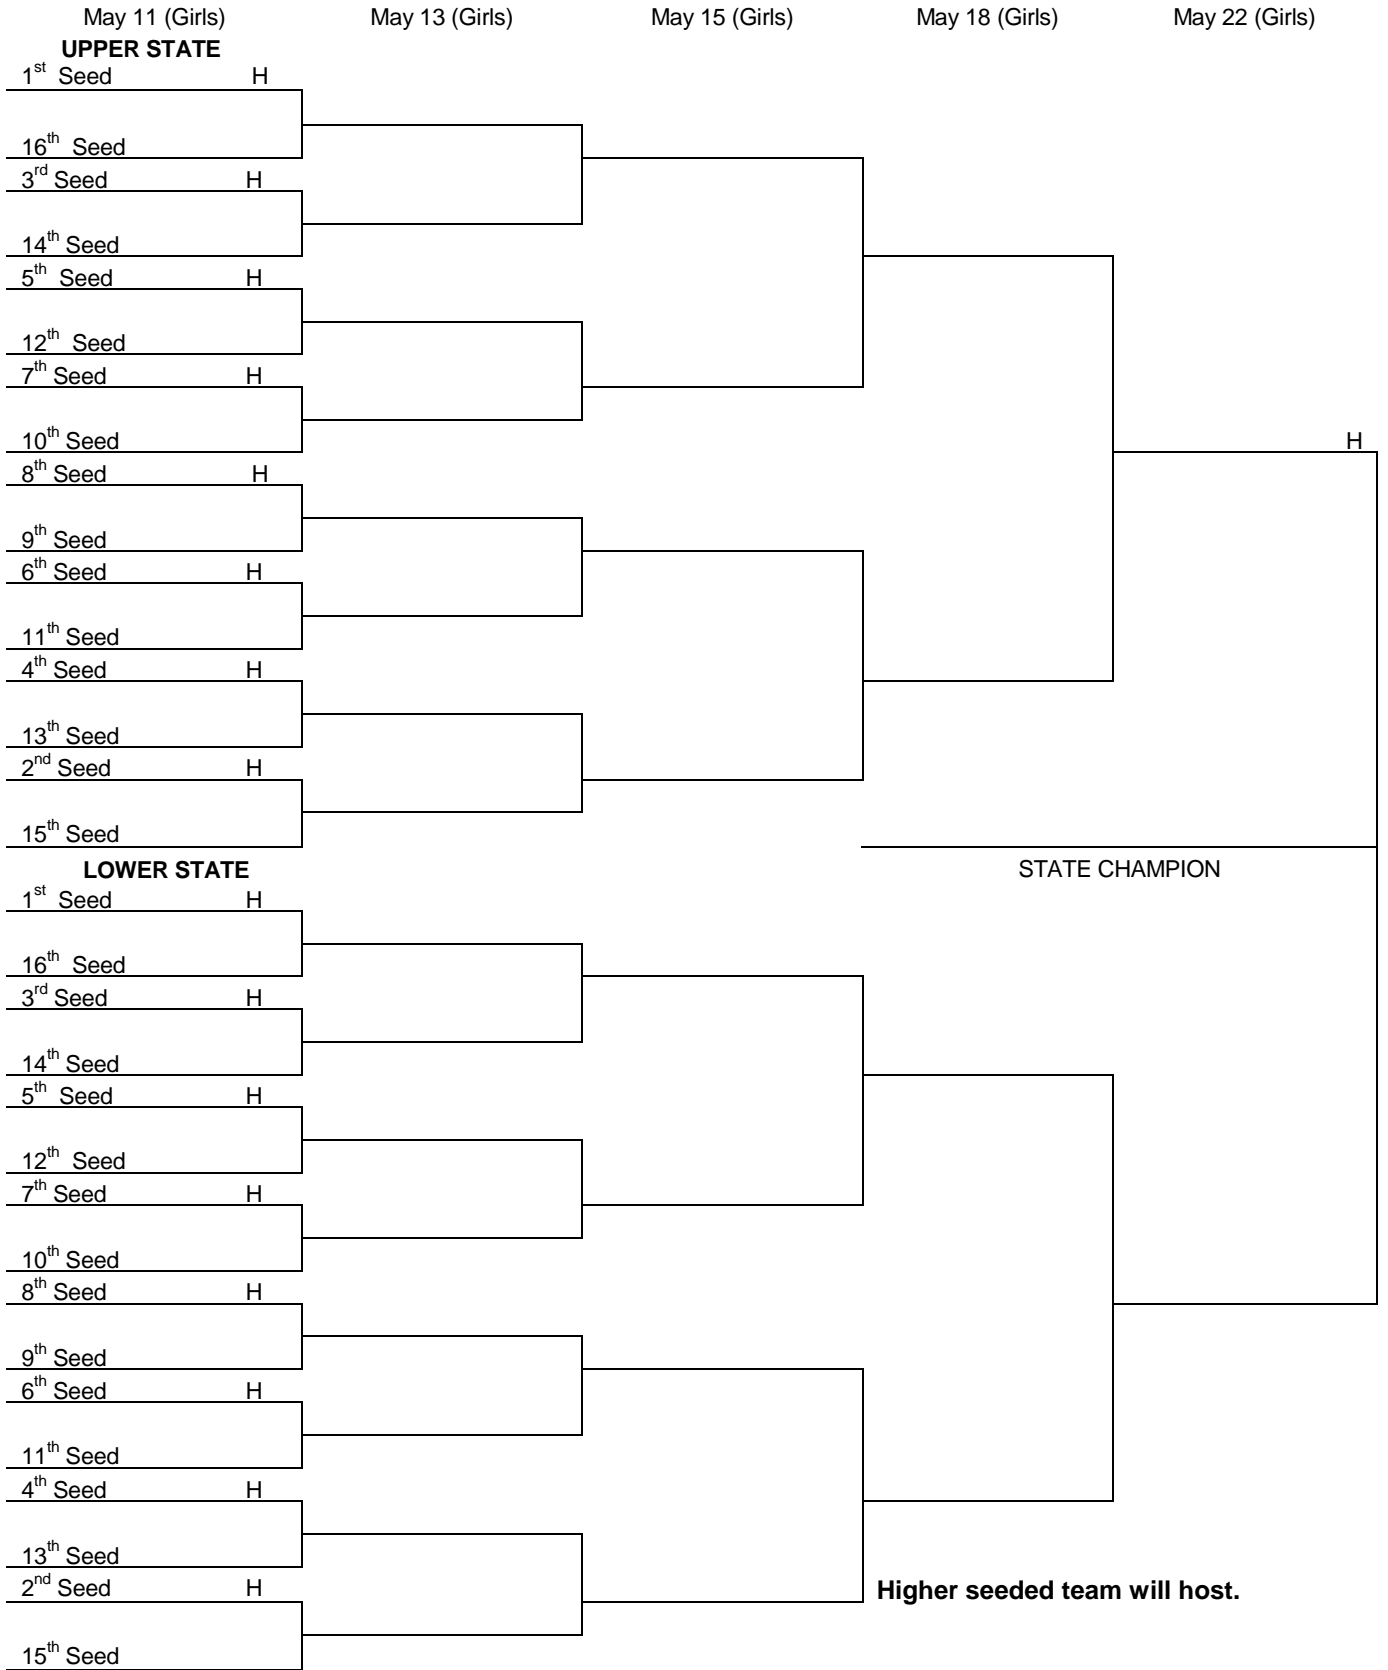 May 11 (Girls) May 13 (Girls) May 15 (Girls) May 18 (Girls) May 22 (Girls)
UPPER STATE
1st Seed H
16th Seed
3rd Seed H
14th Seed
5th Seed H
12th Seed
7th Seed H
10th Seed H
8th Seed H
9th Seed
6th Seed H
11th Seed
4th Seed H
13th Seed
2nd Seed H
15th Seed
LOWER STATE STATE CHAMPION
1st Seed H
16th Seed
3rd Seed H
14th Seed
5th Seed H
12th Seed
7th Seed H
10th Seed
8th Seed H
9th Seed
6th Seed H
11th Seed
4th Seed H
13th Seed
2nd Seed H Higher seeded team will host.
15th Seed